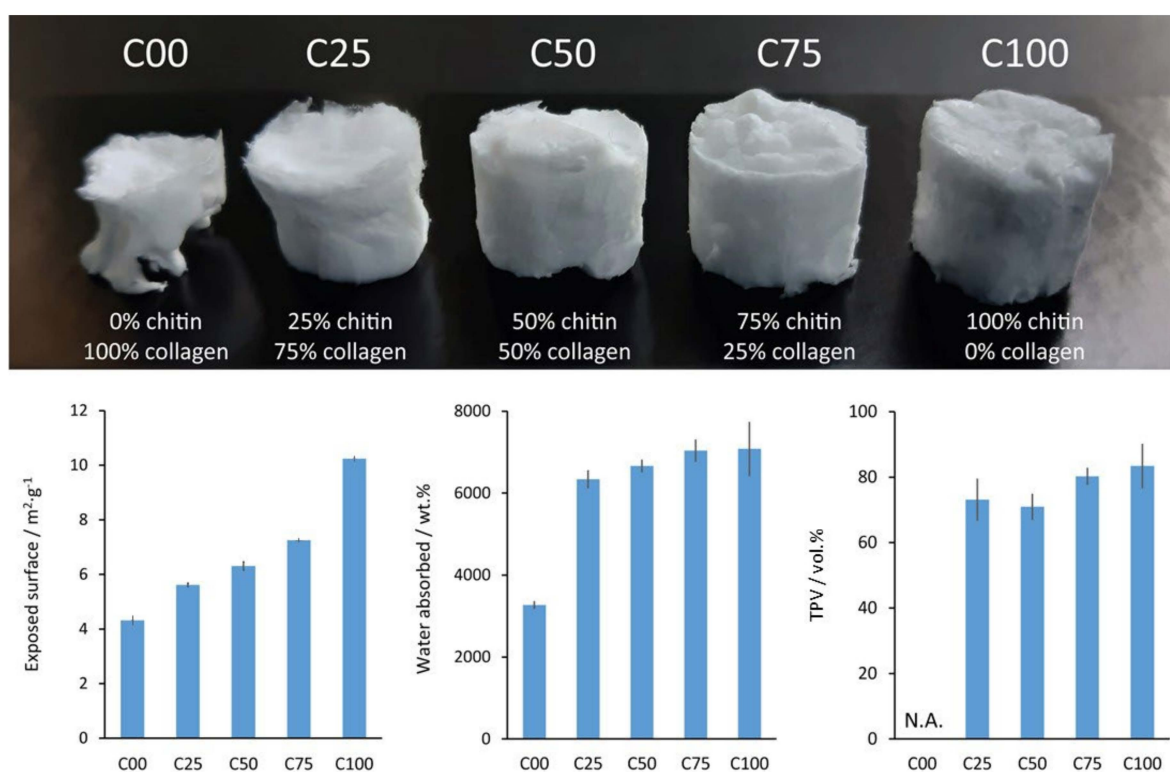 C00 C25 C50 C75 C100
0% chitin 25% chitin 50% chitin 75% chitin 100% chitin
100% collagen 75% collagen 50% collagen 25% collagen 0% collagen
Exposed surface / m²·g⁻¹
12
10
8
6
4
2
0
C00 C25 C50 C75 C100
Water absorbed / wt.%
8000
6000
4000
2000
0
C00 C25 C50 C75 C100
TPV / vol.%
100
80
60
40
20
0
N.A.
C00 C25 C50 C75 C100